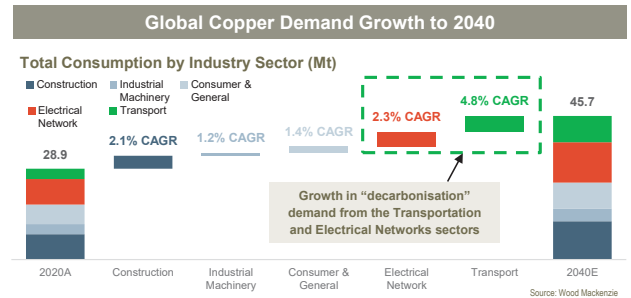 Global Copper Demand Growth to 2040
Total Consumption by Industry Sector (Mt)
Construction
Industrial
Machinery
Consumer &
General
Electrical
Network
Transport
28.9
2.1% CAGR
1.2% CAGR
1.4% CAGR
2.3% CAGR
4.8% CAGR
45.7
Growth in “decarbonisation”
demand from the Transportation
and Electrical Networks sectors
2020A
Construction
Industrial
Machinery
Consumer &
General
Electrical
Network
Transport
2040E
Source: Wood Mackenzie